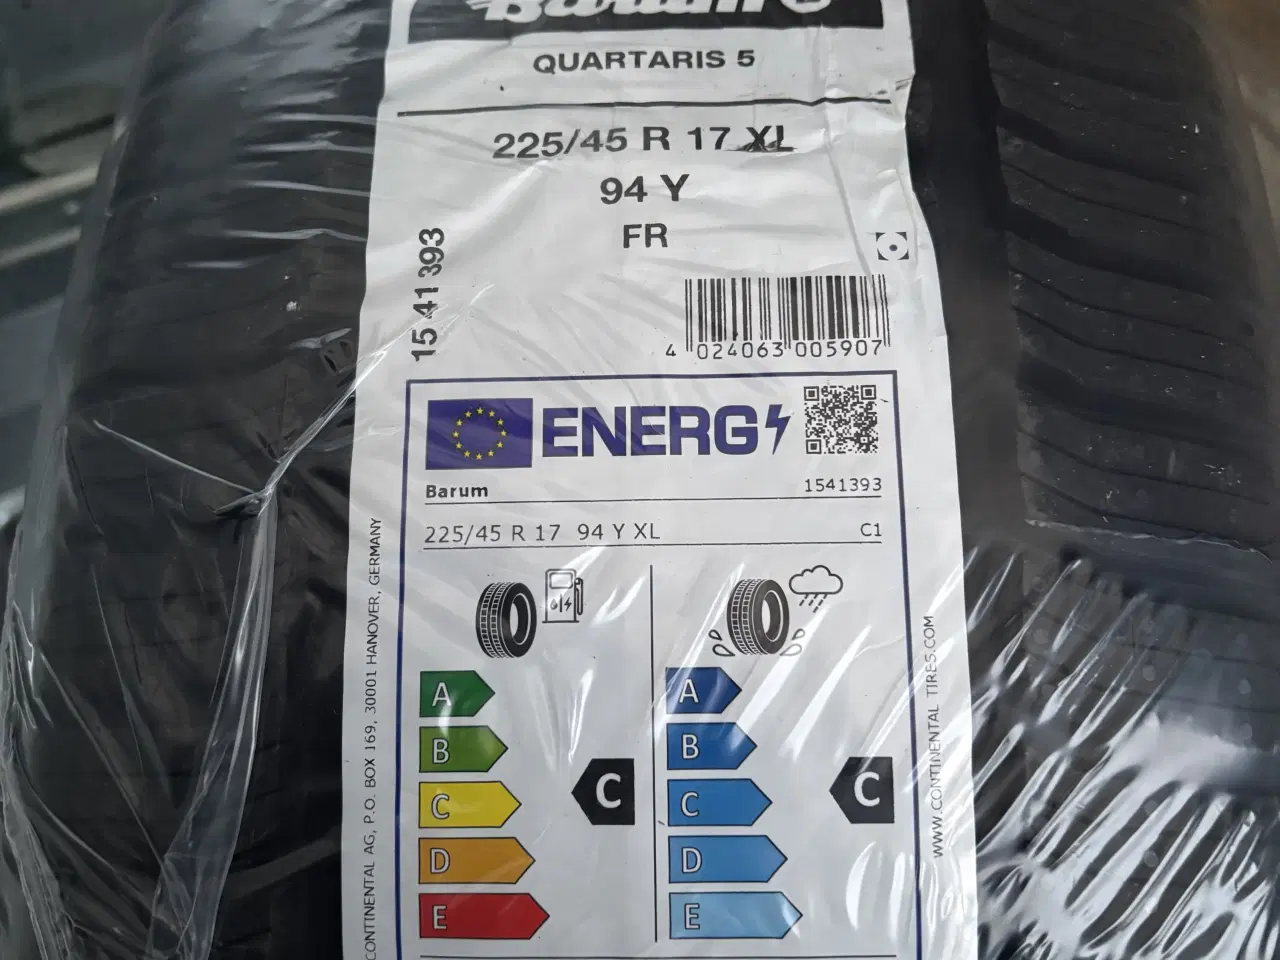 Barum
QUARTARIS 5
225/45 R 17 XL
94 Y
FR
15 41 393
4 024063 005907
ENERG
Barum 1541393
225/45 R 17 94 Y XL C1
A A
B B
C C C C
D D
E E
CONTINENTAL AG, P.O. BOX 169, 30001 HANOVER, GERMANY
WWW.CONTINENTAL TIRES.COM